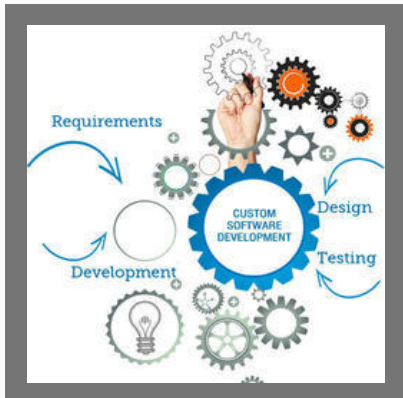 Requirements
CUSTOM
SOFTWARE
DEVELOPMENT
Design
Testing
Development